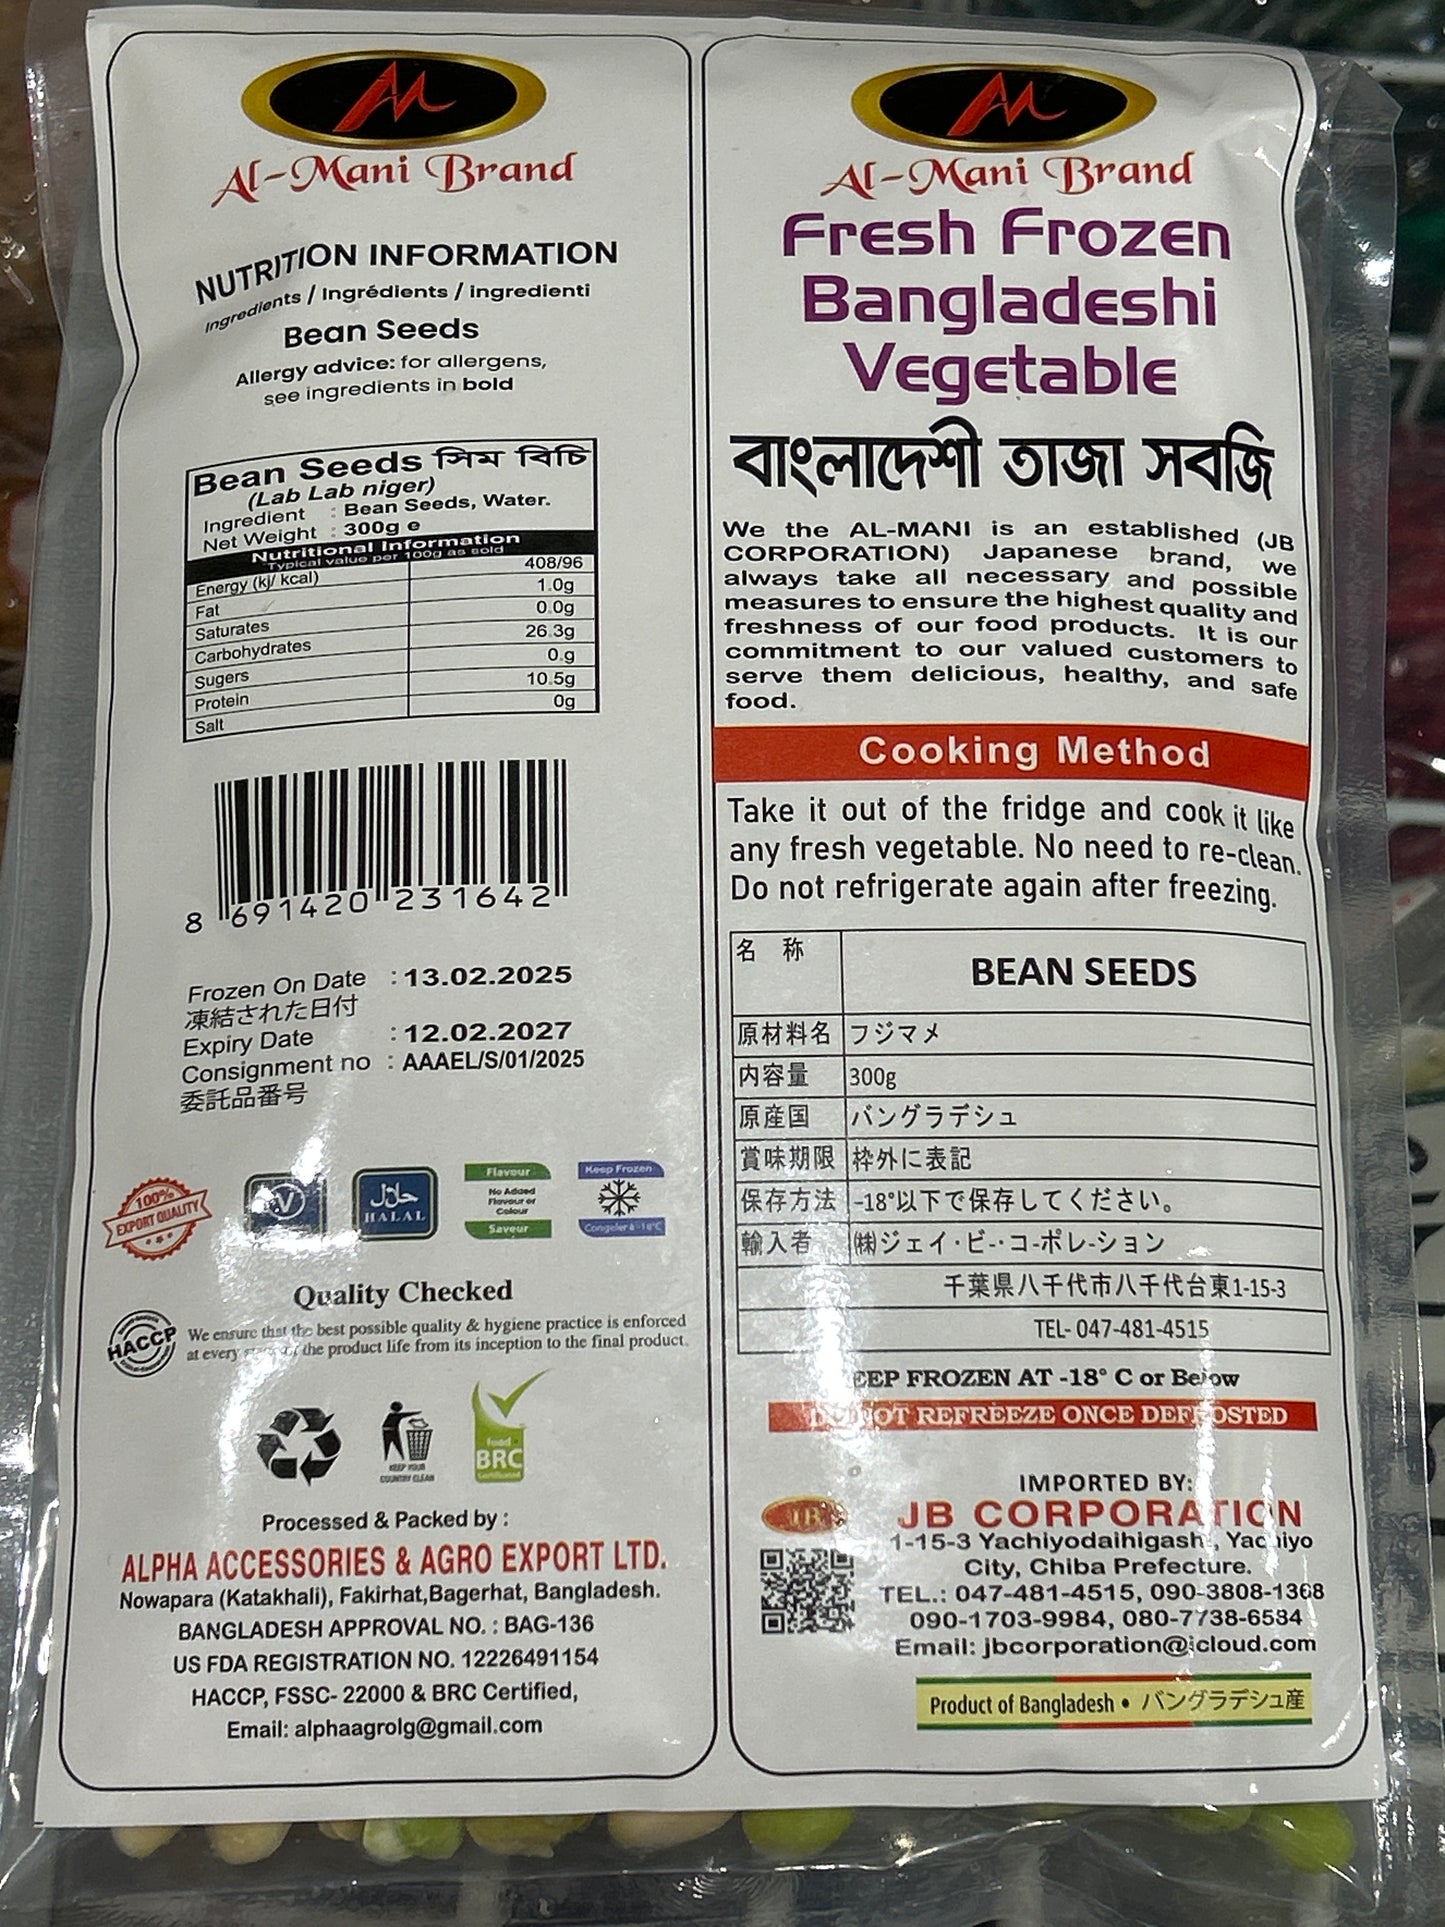 Al-Mani Brand
NUTRITION INFORMATION
Ingredients / Ingrédients / ingredienti
Bean Seeds
Allergy advice: for allergens,
see ingredients in bold
Bean Seeds সিম বিচি
(Lab Lab niger)
Ingredient : Bean Seeds, Water.
Net Weight : 300g e
Nutritional Information
Typical value per 100g as sold
Energy (kj/ kcal) 408/96
Fat 1.0g
Saturates 0.0g
Carbohydrates 26.3g
Sugers 0.g
Protein 10.5g
Salt 0g
8 691420 231642
Frozen On Date : 13.02.2025
凍結された日付
Expiry Date : 12.02.2027
Consignment no : AAAEL/S/01/2025
委託品番号
100%
EXPORT QUALITY
V
حلال
HALAL
Flavour
No Added
Flavour or
Colour
Saveur
Keep Frozen
Congeler à -18°C
Quality Checked
HACCP
We ensure that the best possible quality & hygiene practice is enforced
at every of the product life from its inception to the final product.
KEEP YOUR
COUNTRY CLEAN
food
BRC
Certificated
Processed & Packed by :
ALPHA ACCESSORIES & AGRO EXPORT LTD.
Nowapara (Katakhali), Fakirhat,Bagerhat, Bangladesh.
BANGLADESH APPROVAL NO. : BAG-136
US FDA REGISTRATION NO. 12226491154
HACCP, FSSC- 22000 & BRC Certified,
Email: alphaagrolg@gmail.com
Al-Mani Brand
Fresh Frozen
Bangladeshi
Vegetable
বাংলাদেশী তাজা সবজি
We the AL-MANI is an established (JB
CORPORATION) Japanese brand, we
always take all necessary and possible
measures to ensure the highest quality and
freshness of our food products. It is our
commitment to our valued customers to
serve them delicious, healthy, and safe
food.
Cooking Method
Take it out of the fridge and cook it like
any fresh vegetable. No need to re-clean.
Do not refrigerate again after freezing.
名 称 BEAN SEEDS
原材料名 フジマメ
内容量 300g
原産国 バングラデシュ
賞味期限 枠外に表記
保存方法 -18°以下で保存してください。
輸入者 ㈱ジェイ・ビ-・コ-ポレ-ション
千葉県八千代市八千代台東1-15-3
TEL- 047-481-4515
EEP FROZEN AT -18° C or Below
OT REFREEZE ONCE DEFROSTED
IMPORTED BY:
JB
JB CORPORATION
1-15-3 Yachiyodaihigashi, Yachiyo
City, Chiba Prefecture.
TEL.: 047-481-4515, 090-3808-1368
090-1703-9984, 080-7738-6584
Email: jbcorporation@icloud.com
Product of Bangladesh • バングラデシュ産